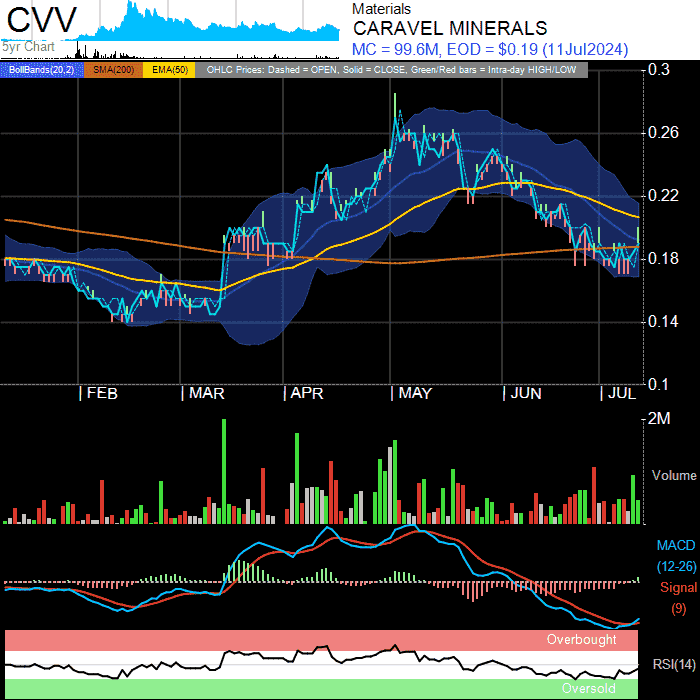 CVV
5yr Chart
Materials
CARAVEL MINERALS
MC = 99.6M, EOD = $0.19 (11Jul2024)
BollBands(20,2) SMA(200) EMA(50) OHLC Prices: Dashed = OPEN, Solid = CLOSE, Green/Red bars = Intra-day HIGH/LOW
0.3
0.26
0.22
0.18
0.14
0.1
FEB MAR APR MAY JUN JUL
2M
Volume
MACD
(12-26)
Signal
(9)
Overbought
RSI(14)
Oversold